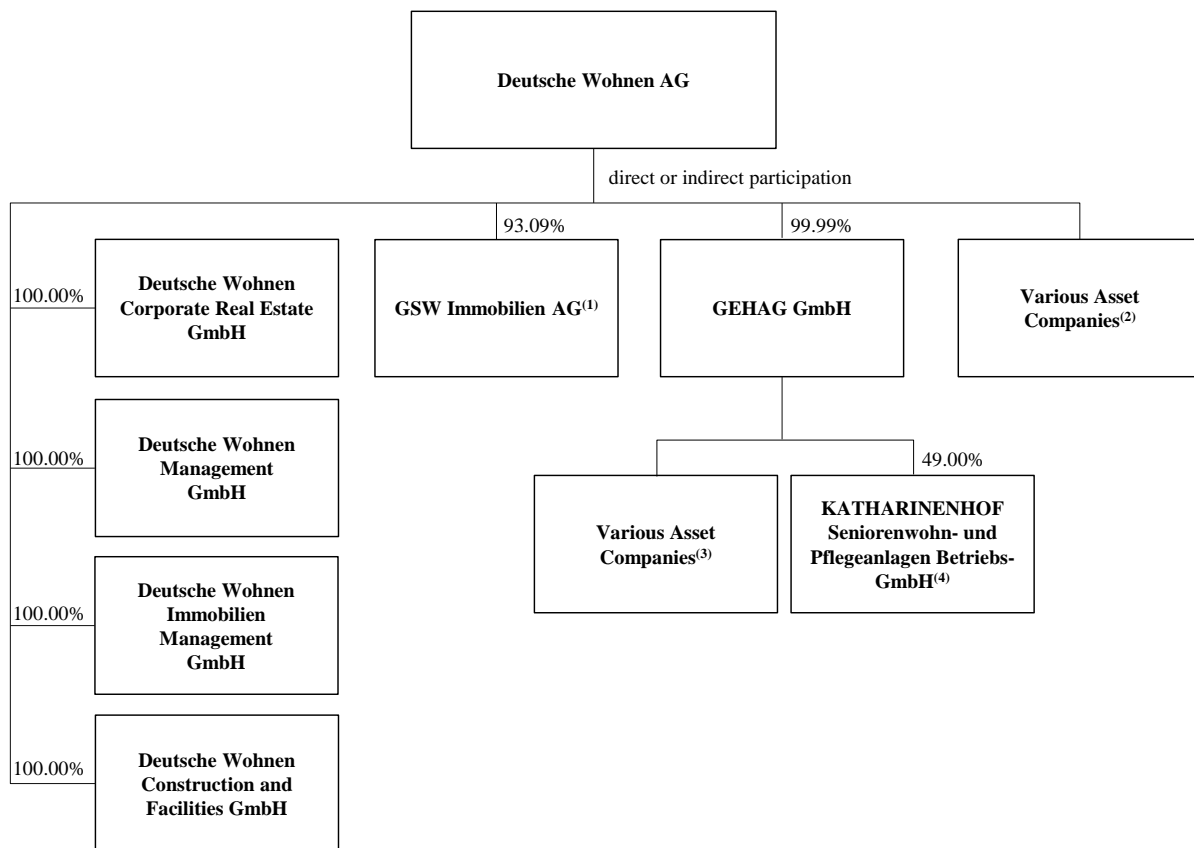 Deutsche Wohnen AG
direct or indirect participation
93.09%
99.99%
100.00%
Deutsche Wohnen
Corporate Real Estate
GmbH
GSW Immobilien AG(1)
GEHAG GmbH
Various Asset
Companies(2)
100.00%
Deutsche Wohnen
Management
GmbH
49.00%
Various Asset
Companies(3)
KATHARINENHOF
Seniorenwohn- und
Pflegeanlagen Betriebs-
GmbH(4)
100.00%
Deutsche Wohnen
Immobilien
Management
GmbH
100.00%
Deutsche Wohnen
Construction and
Facilities GmbH